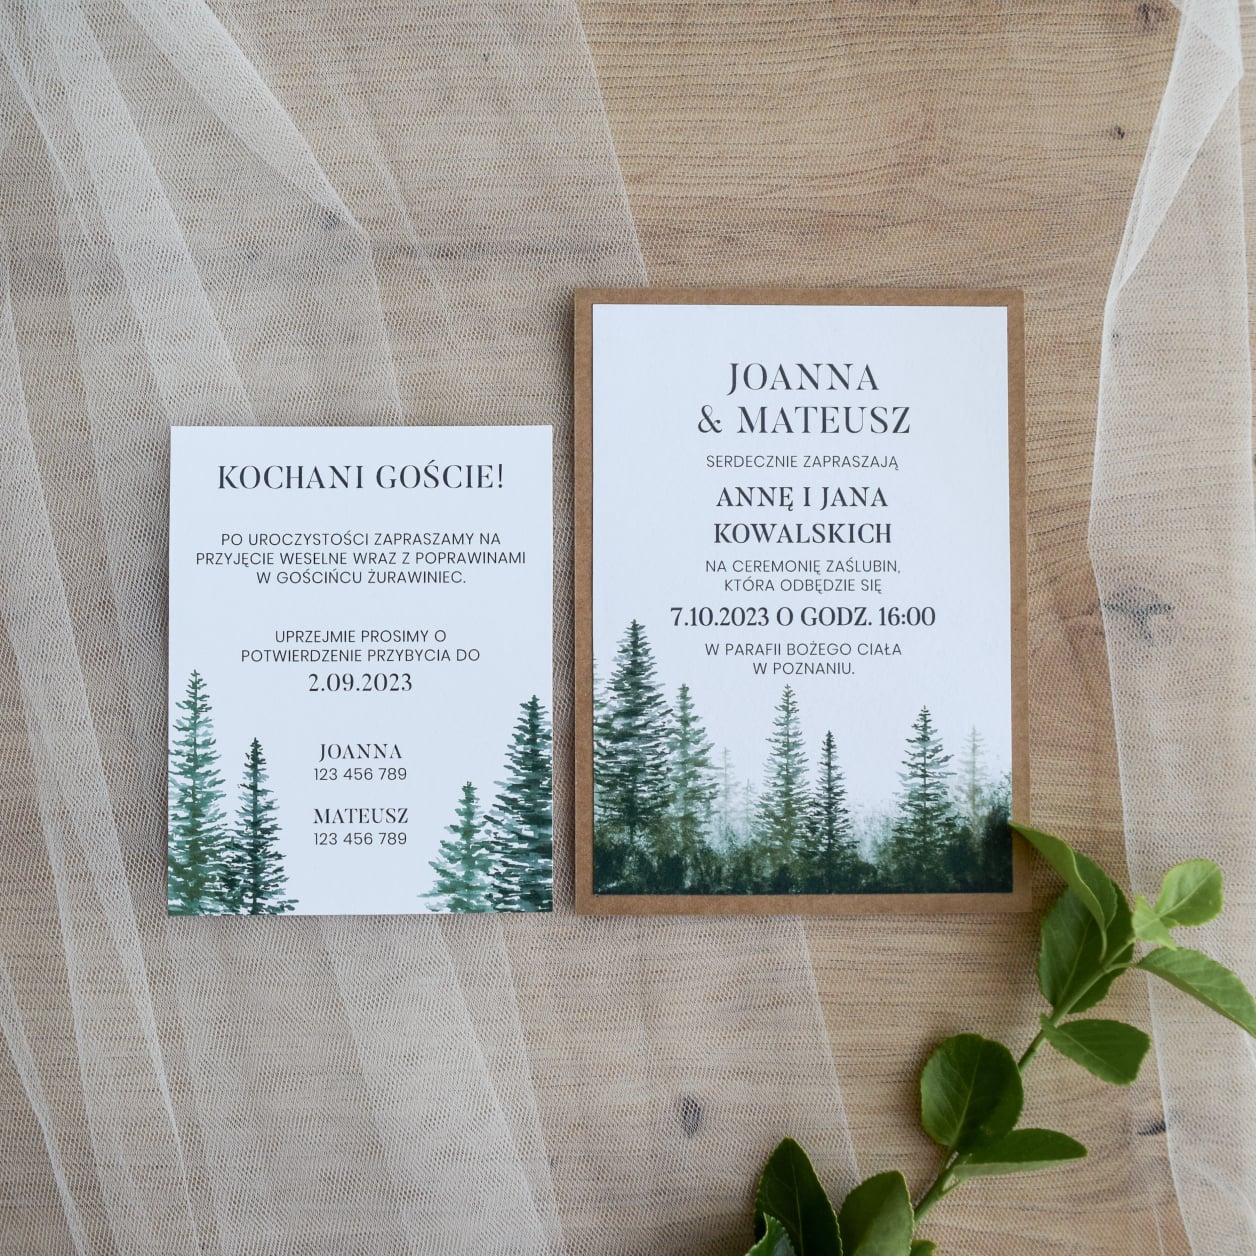 KOCHANI GOŚCIE!
PO UROCZYSTOŚCI ZAPRASZAMY NA
PRZYJĘCIE WESELNE WRAZ Z POPRAWINAMI
W GOŚCIŃCU ŻURAWINIEC.
UPRZEJMIE PROSIMY O
POTWIERDZENIE PRZYBYCIA DO
2.09.2023
JOANNA
123 456 789
MATEUSZ
123 456 789
JOANNA
& MATEUSZ
SERDECZNIE ZAPRASZAJĄ
ANNĘ I JANA
KOWALSKICH
NA CEREMONIĘ ZAŚLUBIN,
KTÓRA ODBĘDZIE SIĘ
7.10.2023 O GODZ. 16:00
W PARAFII BOŻEGO CIAŁA
W POZNANIU.